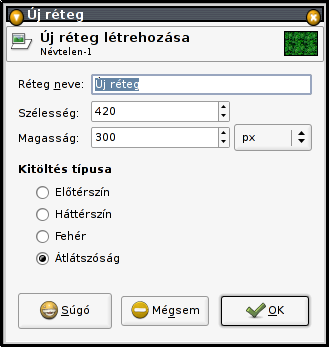 Új réteg
Új réteg létrehozása
Névtelen-1
Réteg neve: Új réteg
Szélesség: 420
Magasság: 300 px
Kitöltés típusa
Előtérszín
Háttérszín
Fehér
Átlátszóság
Súgó Mégsem OK